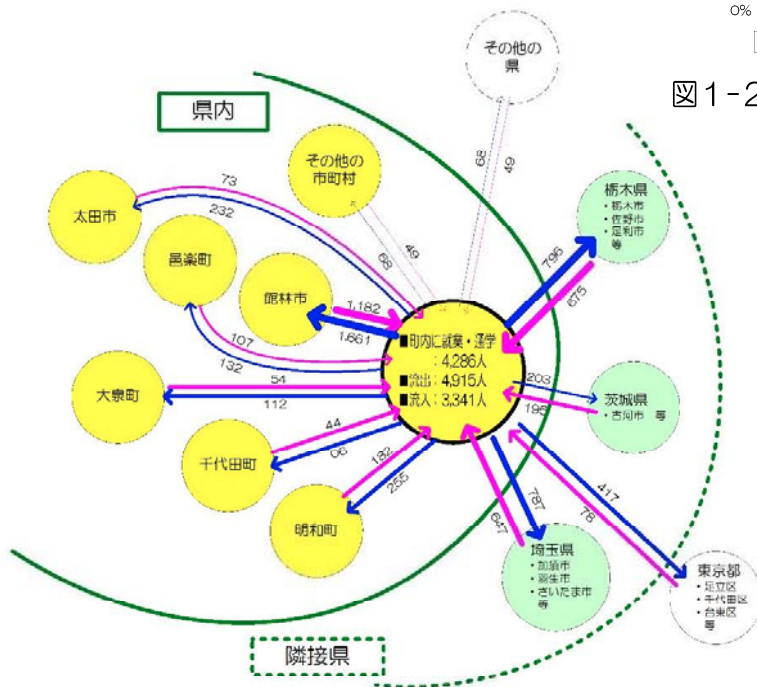 0%
図1-2
その他の
県
県内
その他の
市町村
68
49
栃木県
・栃木市
・佐野市
・足利市
等
太田市
73
232
邑楽町
49
68
796
675
館林市
1,182
1,661
107
132
■町内に就業・通学
：4,286人
■流出：4,915人
■流入：3,341人
大泉町
54
112
203
195
茨城県
・古河市 等
千代田町
44
90
明和町
182
255
647
787
417
78
埼玉県
・加須市
・羽生市
・さいたま市
等
東京都
・足立区
・千代田区
・台東区
等
隣接県